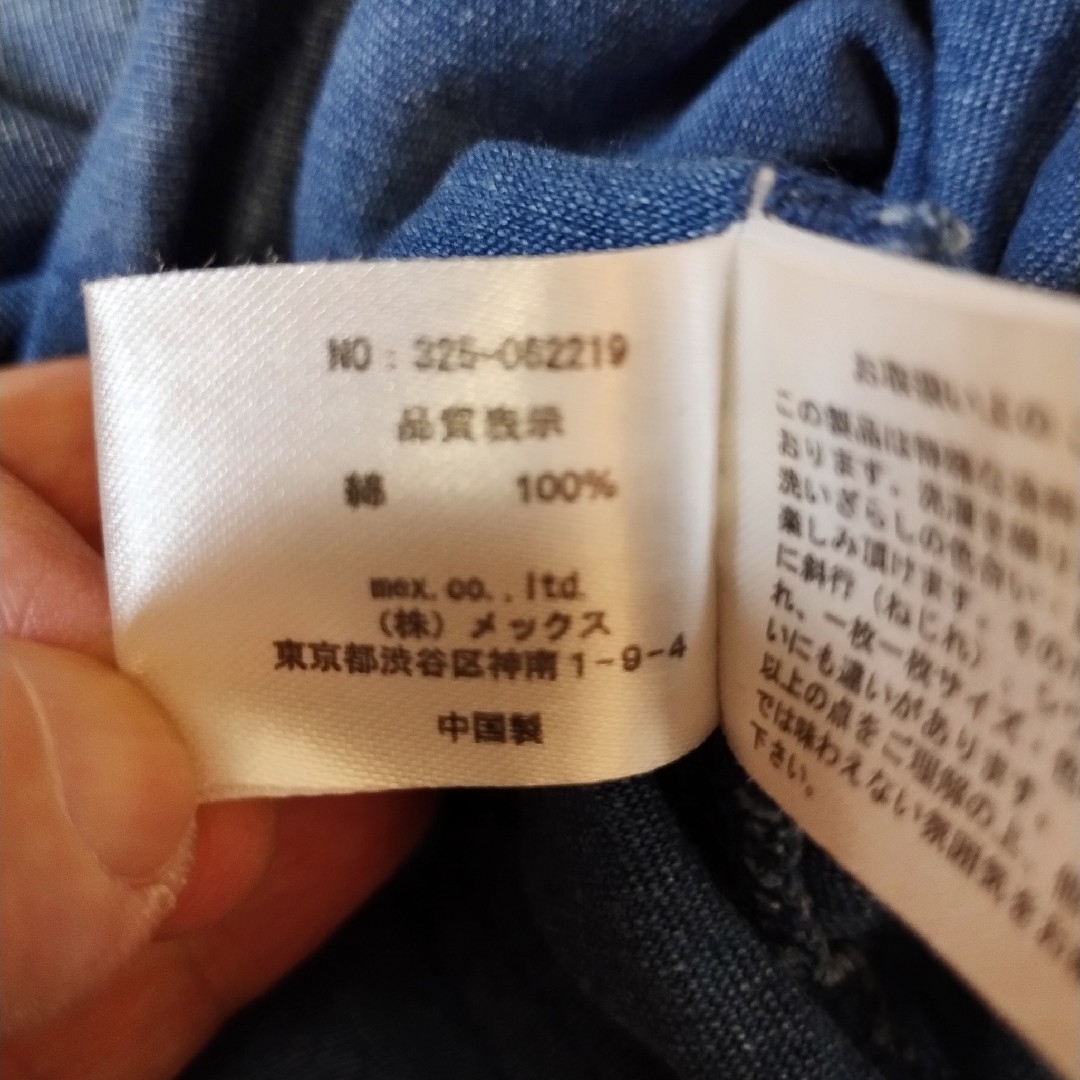 NO : 325-062219
品質表示
綿 100%
mex.co.,ltd.
(株) メックス
東京都渋谷区神南1-9-4
中国製
お取扱い上の
この製品は特殊な染料
おります。洗濯を
洗いざらしの色合い
楽しみ頂けます。その
に斜行(ねじれ)・シ
れ、一枚一枚サイズ・
いにも違いがあります。
以上の点をご理解の上、
では味わえない雰囲気をお
下さい。